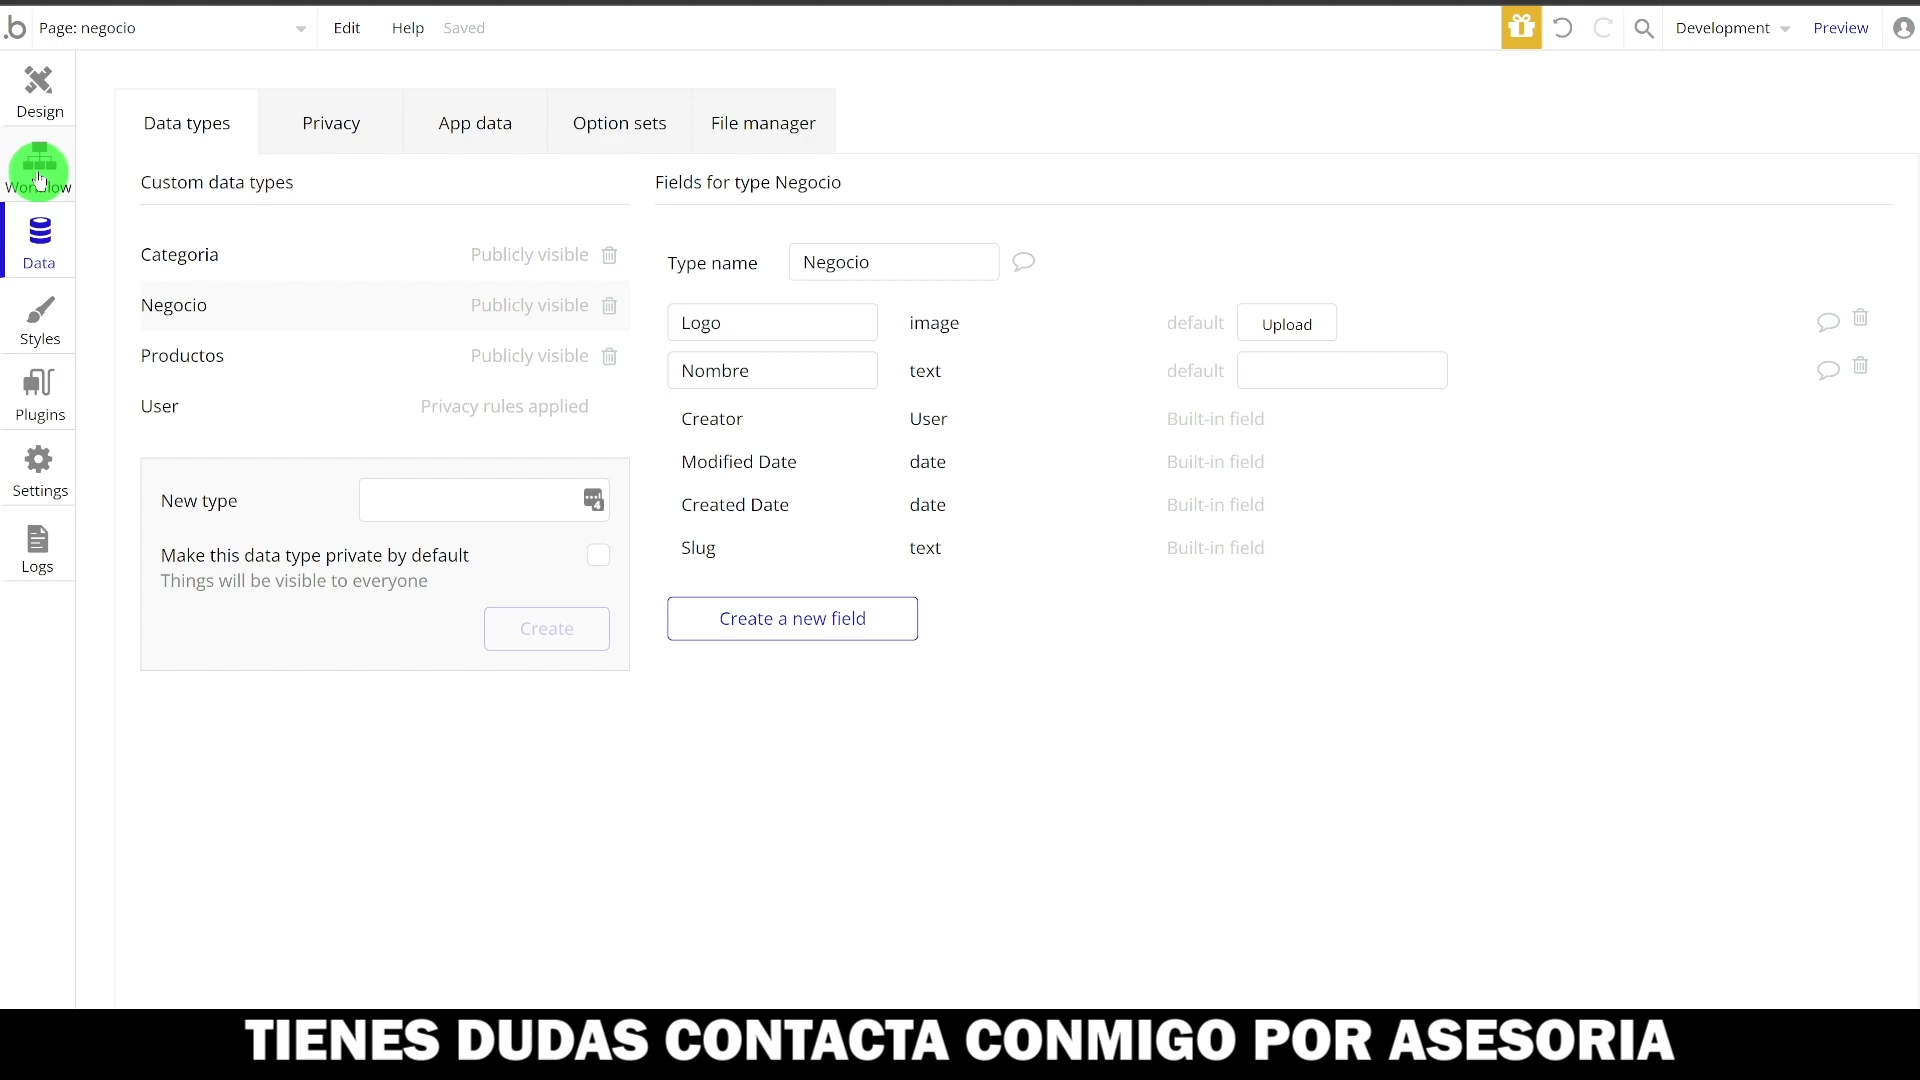 .b Page: negocio Edit Help Saved Development Preview
Design
Workflow
Data
Styles
Plugins
Settings
Logs
Data types Privacy App data Option sets File manager
Custom data types
Categoria Publicly visible
Negocio Publicly visible
Productos Publicly visible
User Privacy rules applied
New type
4
Make this data type private by default
Things will be visible to everyone
Create
Fields for type Negocio
Type name Negocio
Logo image default Upload
Nombre text default
Creator User Built-in field
Modified Date date Built-in field
Created Date date Built-in field
Slug text Built-in field
Create a new field
TIENES DUDAS CONTACTA CONMIGO POR ASESORIA